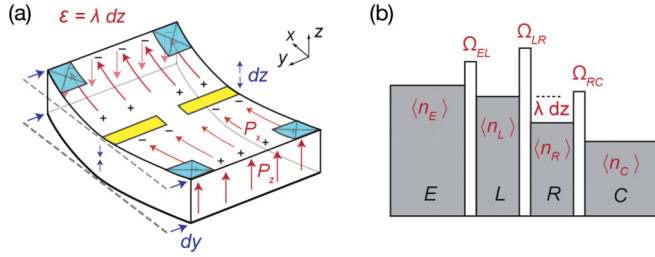 (a)
ε = λ dz
x
z
y
dz
P_x
P_z
dy
(b)
Ω_EL
Ω_LR
Ω_RC
⟨n_E⟩
⟨n_L⟩
λ dz
⟨n_R⟩
⟨n_C⟩
E
L
R
C